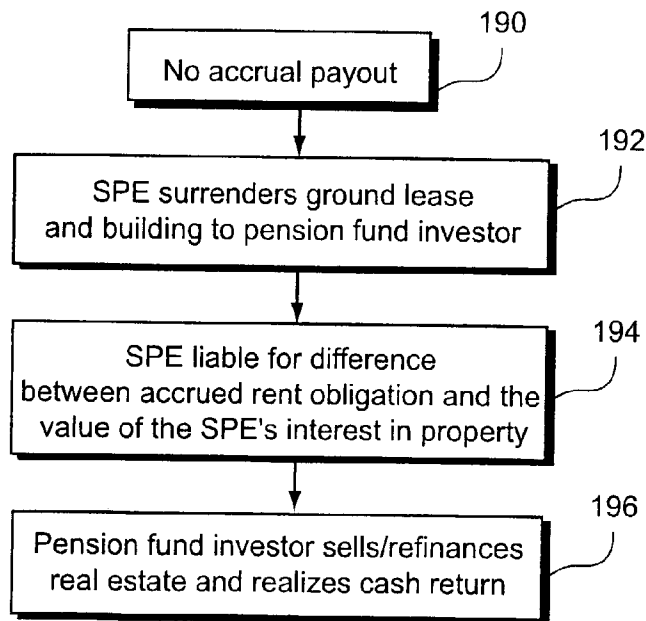 190
No accrual payout
192
SPE surrenders ground lease
and building to pension fund investor
194
SPE liable for difference
between accrued rent obligation and the
value of the SPE's interest in property
196
Pension fund investor sells/refinances
real estate and realizes cash return